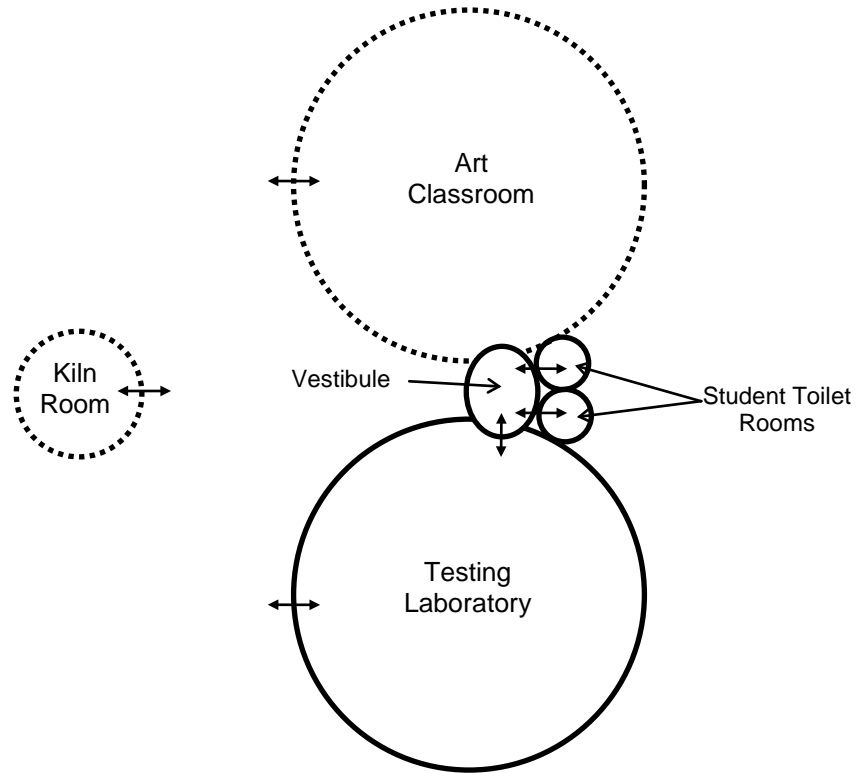 Art
Classroom
Kiln
Room
Vestibule
Student Toilet
Rooms
Testing
Laboratory